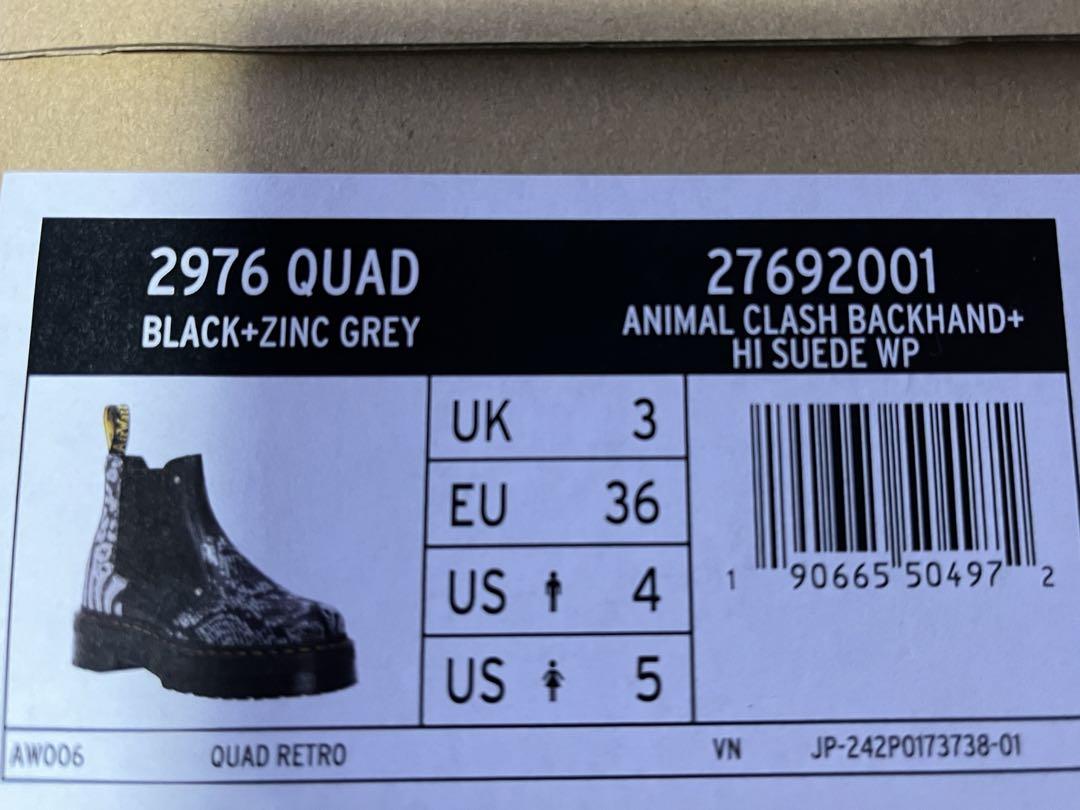 2976 QUAD
BLACK+ZINC GREY
27692001
ANIMAL CLASH BACKHAND+
HI SUEDE WP
UK 3
EU 36
US 4
US 5
1 90665 50497 2
AW006
QUAD RETRO
VN
JP-242P0173738-01